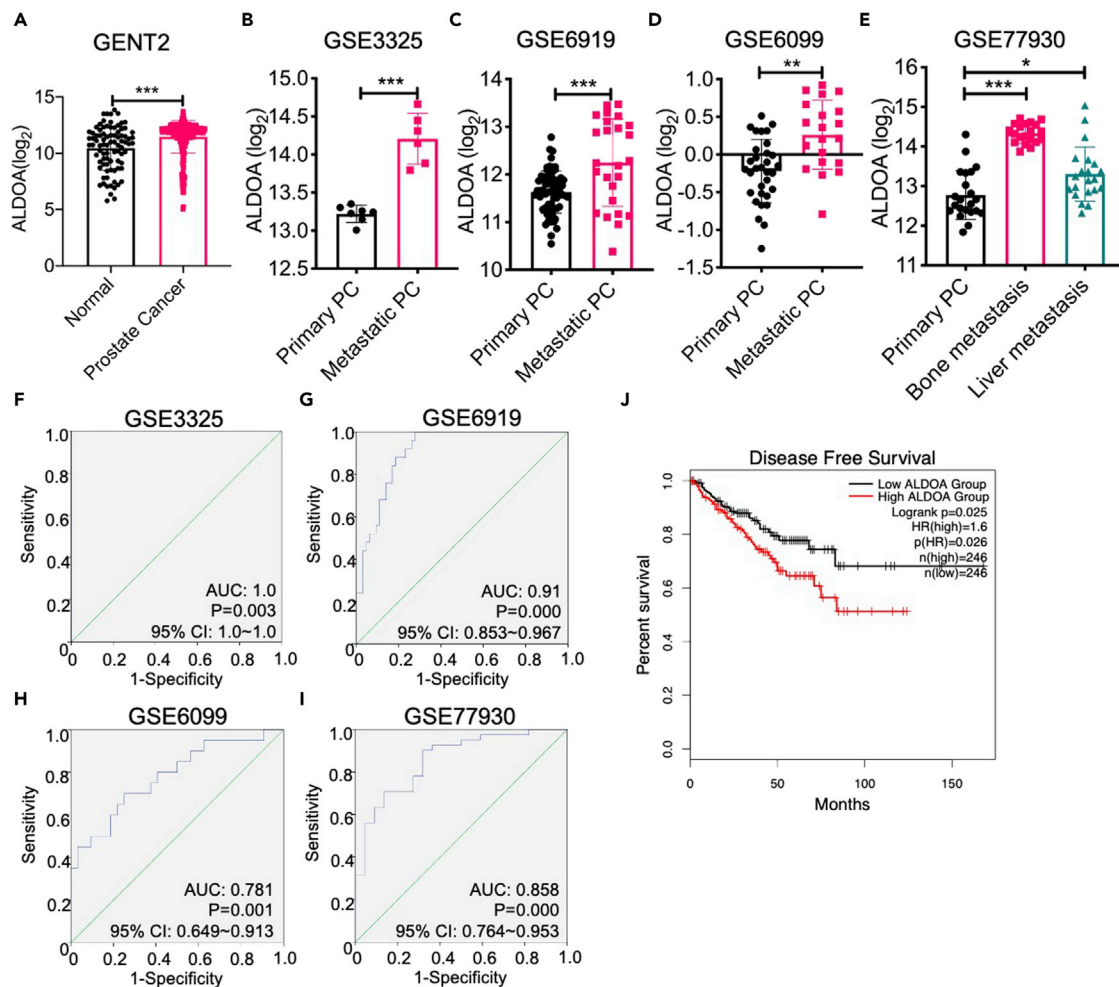 A
GENT2
***
ALDOA(log2)
15
10
5
0
Normal
Prostate Cancer
B
GSE3325
***
ALDOA (log2)
15.0
14.5
14.0
13.5
13.0
12.5
Primary PC
Metastatic PC
C
GSE6919
***
ALDOA (log2)
14
13
12
11
10
Primary PC
Metastatic PC
D
GSE6099
**
ALDOA (log2)
1.0
0.5
0.0
-0.5
-1.0
-1.5
Primary PC
Metastatic PC
E
GSE77930
*
***
ALDOA (log2)
16
15
14
13
12
11
Primary PC
Bone metastasis
Liver metastasis
F
GSE3325
Sensitivity
1.0
0.8
0.6
0.4
0.2
0
AUC: 1.0
P=0.003
95% CI: 1.0~1.0
0 0.2 0.4 0.6 0.8 1.0
1-Specificity
G
GSE6919
Sensitivity
1.0
0.8
0.6
0.4
0.2
0
AUC: 0.91
P=0.000
95% CI: 0.853~0.967
0 0.2 0.4 0.6 0.8 1.0
1-Specificity
H
GSE6099
Sensitivity
1.0
0.8
0.6
0.4
0.2
0
AUC: 0.781
P=0.001
95% CI: 0.649~0.913
0 0.2 0.4 0.6 0.8 1.0
1-Specificity
I
GSE77930
Sensitivity
1.0
0.8
0.6
0.4
0.2
0
AUC: 0.858
P=0.000
95% CI: 0.764~0.953
0 0.2 0.4 0.6 0.8 1.0
1-Specificity
J
Disease Free Survival
Low ALDOA Group
High ALDOA Group
Logrank p=0.025
HR(high)=1.6
p(HR)=0.026
n(high)=246
n(low)=246
Percent survival
1.0
0.8
0.6
0.4
0.2
0.0
0 50 100 150
Months